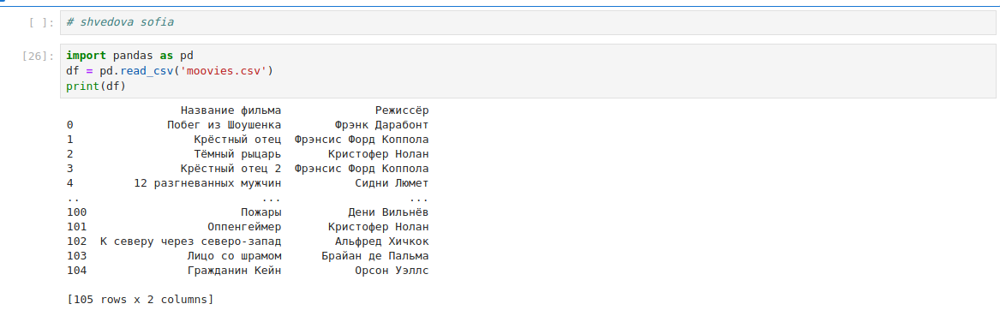 [ ]: # shvedova sofia
[26]: import pandas as pd
df = pd.read_csv('moovies.csv')
print(df)
Название фильма Режиссёр
0 Побег из Шоушенка Фрэнк Дарабонт
1 Крёстный отец Фрэнсис Форд Коппола
2 Тёмный рыцарь Кристофер Нолан
3 Крёстный отец 2 Фрэнсис Форд Коппола
4 12 разгневанных мужчин Сидни Люмет
.. ... ...
100 Пожары Дени Вильнёв
101 Оппенгеймер Кристофер Нолан
102 К северу через северо-запад Альфред Хичкок
103 Лицо со шрамом Брайан де Пальма
104 Гражданин Кейн Орсон Уэллс
[105 rows x 2 columns]